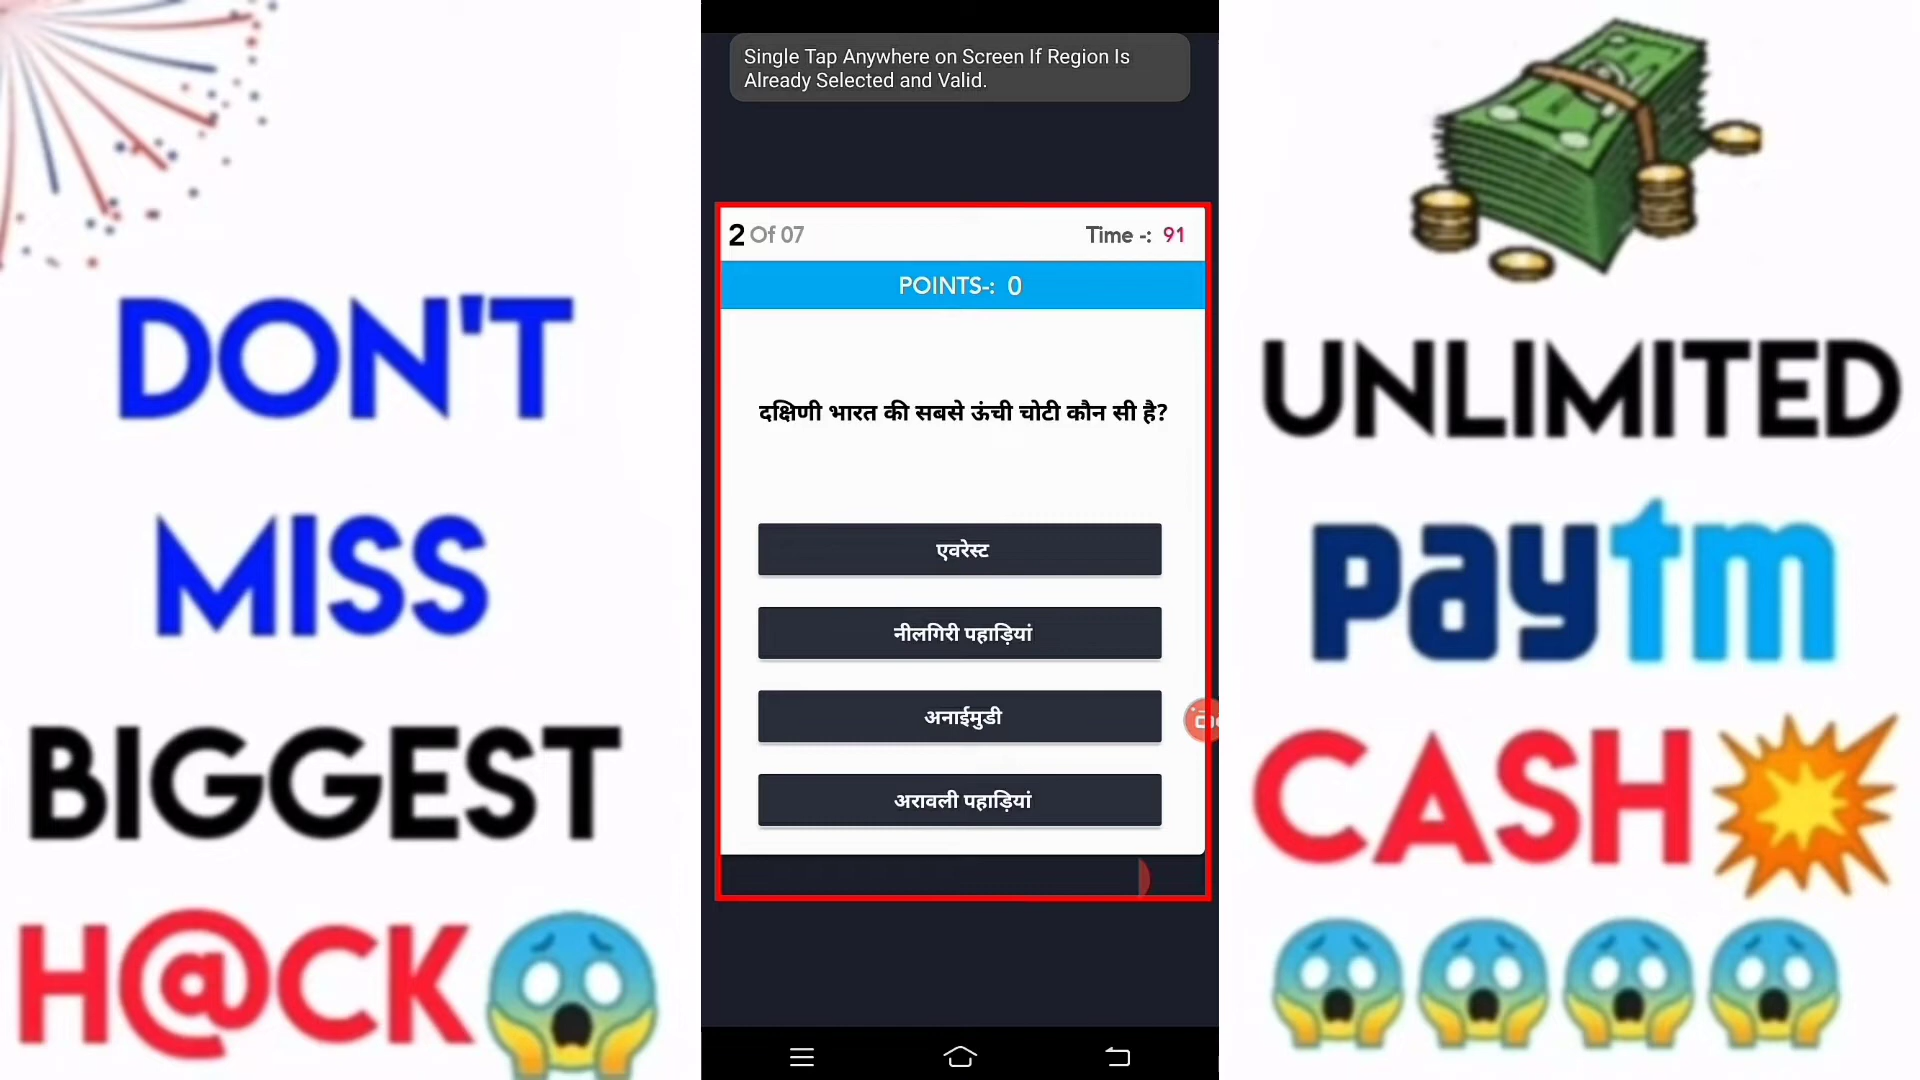 DON'T
MISS
BIGGEST
H@CK
Single Tap Anywhere on Screen If Region Is
Already Selected and Valid.
2 Of 07
Time -: 91
POINTS-: 0
दक्षिणी भारत की सबसे ऊंची चोटी कौन सी है?
एवरेस्ट
नीलगिरी पहाड़ियां
अनाईमुडी
अरावली पहाड़ियां
UNLIMITED
paytm
CASH